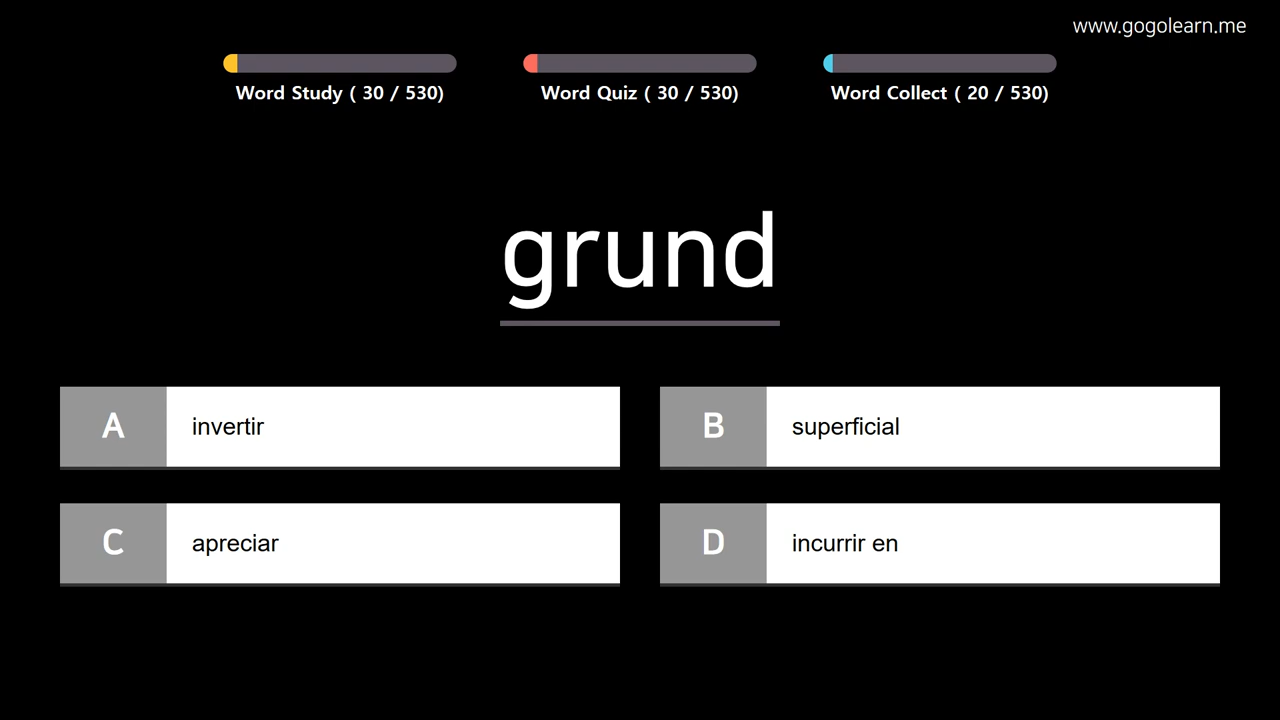 www.gogolearn.me
Word Study ( 30 / 530)
Word Quiz ( 30 / 530)
Word Collect ( 20 / 530)
grund
A invertir
B superficial
C apreciar
D incurrir en